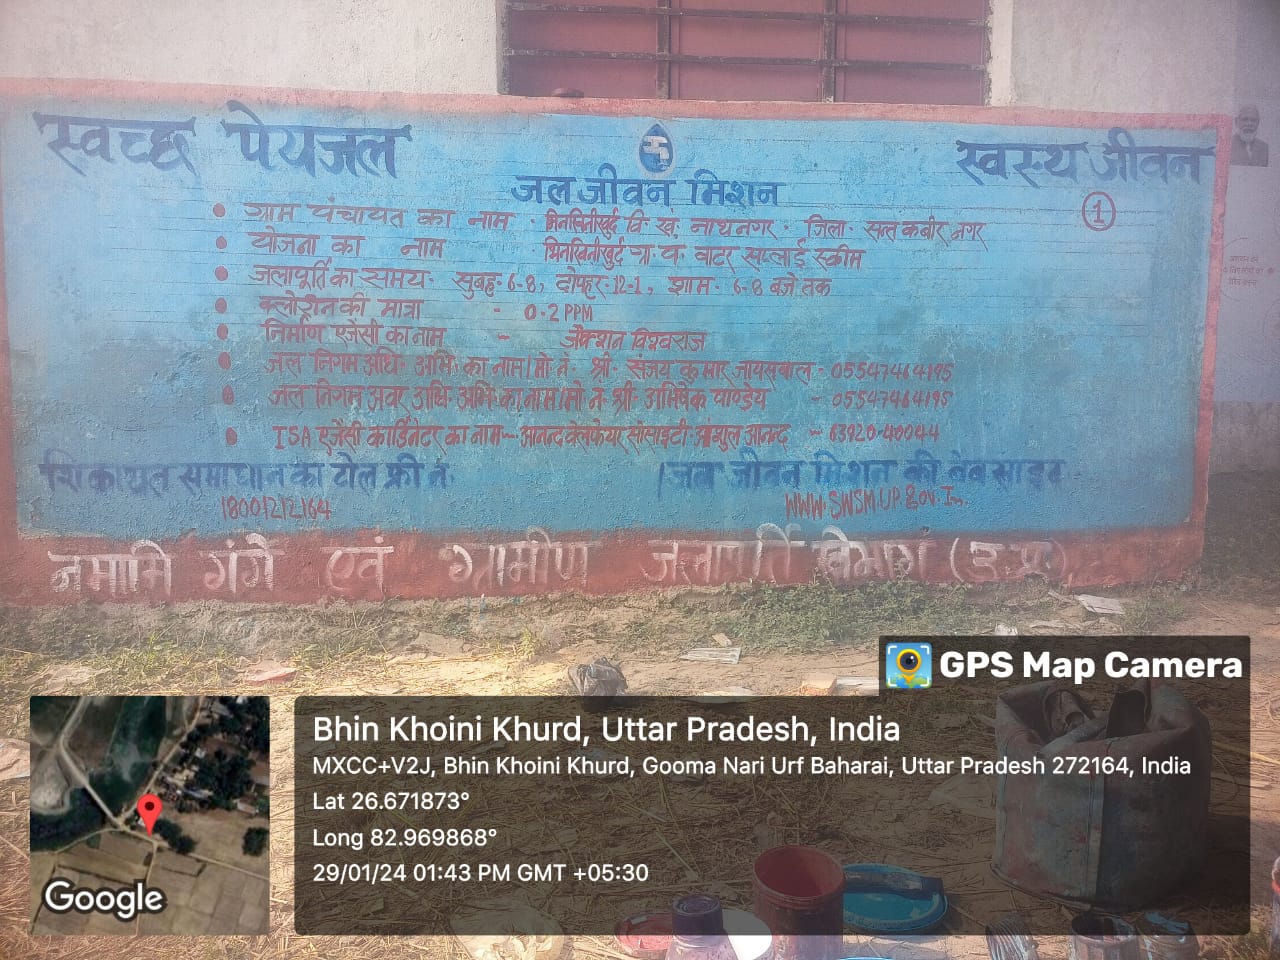 स्वच्छ पेयजल
स्वस्थ जीवन
जल जीवन मिशन
1
ग्राम पंचायत का नाम - भिनखिनीखुर्द वि. खं. नाथनगर - जिला - सन्त कबीर नगर
योजना का नाम भिनखिनीखुर्द ग्रा. पं. वाटर सप्लाई स्कीम
जलापूर्ति का समय - सुबह - 6-8, दोपहर - 12-1, शाम - 6-8 बजे तक
क्लोरीन की मात्रा - 0.2 PPM
निर्माण एजेंसी का नाम - जैक्शन विश्वराज
जल निगम अधि. अभि. का नाम/मो. नं. श्री संजय कुमार जायसवाल - 05547464195
जल निगम अवर अधि. अभि. का नाम/मो. नं. श्री अभिषेक पाण्डेय - 05547464195
ISA एजेंसी कार्डिनेटर का नाम - आनन्द वेलफेयर सोसाइटी अंशुल आनन्द - 63920-40044
शिकायत समाधान का टोल फ्री नं.
18001212164
जल जीवन मिशन की वेबसाइट
WWW.SWSM.UP.Gov.In.
नमामि गंगे एवं ग्रामीण जलापूर्ति विभाग (उ.प्र.)
GPS Map Camera
Bhin Khoini Khurd, Uttar Pradesh, India
MXCC+V2J, Bhin Khoini Khurd, Gooma Nari Urf Baharai, Uttar Pradesh 272164, India
Lat 26.671873°
Long 82.969868°
29/01/24 01:43 PM GMT +05:30
Google